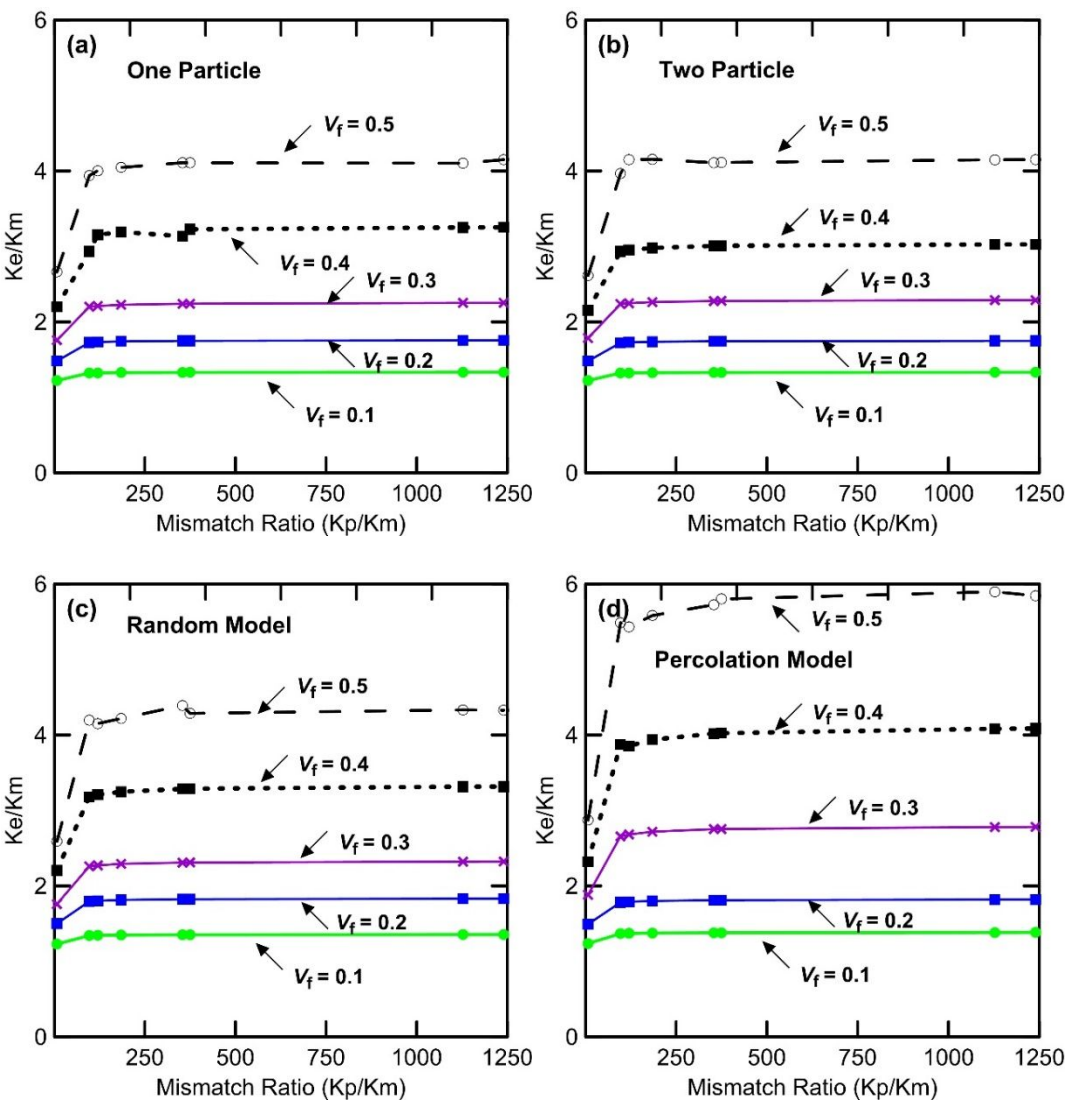 6
(a)
One Particle
Vf = 0.5
4
Ke/Km
Vf = 0.4
Vf = 0.3
2
Vf = 0.2
Vf = 0.1
0
250 500 750 1000 1250
Mismatch Ratio (Kp/Km)
6
(b)
Two Particle
Vf = 0.5
4
Ke/Km
Vf = 0.4
Vf = 0.3
2
Vf = 0.2
Vf = 0.1
0
250 500 750 1000 1250
Mismatch Ratio (Kp/Km)
6
(c)
Random Model
Vf = 0.5
4
Ke/Km
Vf = 0.4
Vf = 0.3
2
Vf = 0.2
Vf = 0.1
0
250 500 750 1000 1250
Mismatch Ratio (Kp/Km)
6
(d)
Vf = 0.5
Percolation Model
4
Ke/Km
Vf = 0.4
Vf = 0.3
2
Vf = 0.2
Vf = 0.1
0
250 500 750 1000 1250
Mismatch Ratio (Kp/Km)